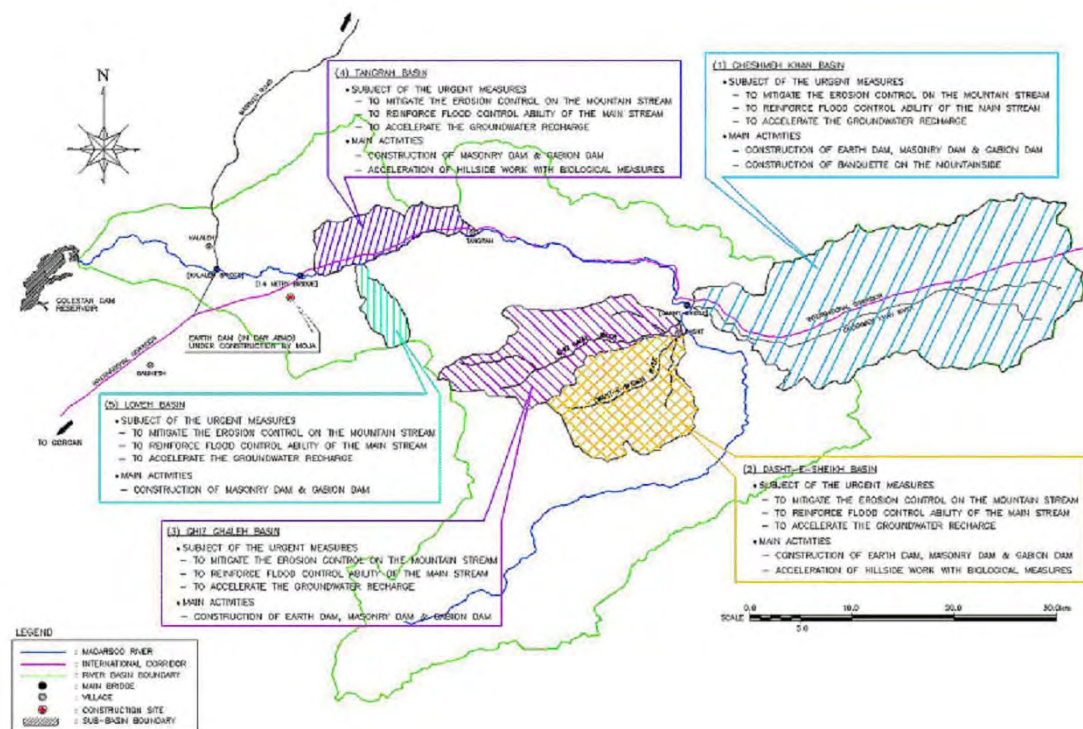 N
(4) TANGRAH BASIN
• SUBJECT OF THE URGENT MEASURES
– TO MITIGATE THE EROSION CONTROL ON THE MOUNTAIN STREAM
– TO REINFORCE FLOOD CONTROL ABILITY OF THE MAIN STREAM
– TO ACCELERATE THE GROUNDWATER RECHARGE
• MAIN ACTIVITIES
– CONSTRUCTION OF MASONRY DAM & GABION DAM
– ACCELERATION OF HILLSIDE WORK WITH BIOLOGICAL MEASURES
(1) CHESHMEH KHAN BASIN
• SUBJECT OF THE URGENT MEASURES
– TO MITIGATE THE EROSION CONTROL ON THE MOUNTAIN STREAM
– TO REINFORCE FLOOD CONTROL ABILITY OF THE MAIN STREAM
– TO ACCELERATE THE GROUNDWATER RECHARGE
• MAIN ACTIVITIES
– CONSTRUCTION OF EARTH DAM, MASONRY DAM & GABION DAM
– CONSTRUCTION OF BANQUETTE ON THE MOUNTAINSIDE
KALALEH
TANGRAH
GOLESTAN DAM
RESERVOIR
EARTH DAM (IN DAR ABAD)
UNDER CONSTRUCTION BY MOJA
INTERNATIONAL CORRIDOR
TO GORGAN
(5) LOVEH BASIN
• SUBJECT OF THE URGENT MEASURES
– TO MITIGATE THE EROSION CONTROL ON THE MOUNTAIN STREAM
– TO REINFORCE FLOOD CONTROL ABILITY OF THE MAIN STREAM
– TO ACCELERATE THE GROUNDWATER RECHARGE
• MAIN ACTIVITIES
– CONSTRUCTION OF MASONRY DAM & GABION DAM
(2) DASHT-E-SHEIKH BASIN
• SUBJECT OF THE URGENT MEASURES
– TO MITIGATE THE EROSION CONTROL ON THE MOUNTAIN STREAM
– TO REINFORCE FLOOD CONTROL ABILITY OF THE MAIN STREAM
– TO ACCELERATE THE GROUNDWATER RECHARGE
• MAIN ACTIVITIES
– CONSTRUCTION OF EARTH DAM, MASONRY DAM & GABION DAM
– ACCELERATION OF HILLSIDE WORK WITH BIOLOGICAL MEASURES
(3) GHIZ GHALEH BASIN
• SUBJECT OF THE URGENT MEASURES
– TO MITIGATE THE EROSION CONTROL ON THE MOUNTAIN STREAM
– TO REINFORCE FLOOD CONTROL ABILITY OF THE MAIN STREAM
– TO ACCELERATE THE GROUNDWATER RECHARGE
• MAIN ACTIVITIES
– CONSTRUCTION OF EARTH DAM, MASONRY DAM & GABION DAM
0.0 10.0 20.0 30.0km
SCALE
5.0
LEGEND
: MADARSOO RIVER
: INTERNATIONAL CORRIDOR
: RIVER BASIN BOUNDARY
: MAIN BRIDGE
: VILLAGE
: CONSTRUCTION SITE
: SUB-BASIN BOUNDARY